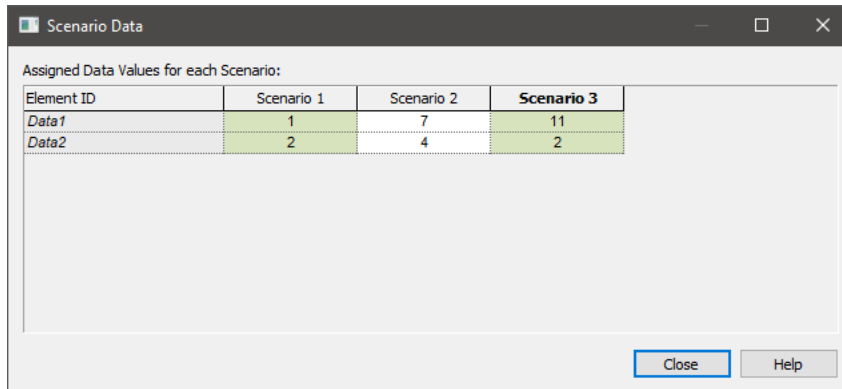 Scenario Data
Assigned Data Values for each Scenario:
Element ID Scenario 1 Scenario 2 Scenario 3
Data1 1 7 11
Data2 2 4 2
Close Help